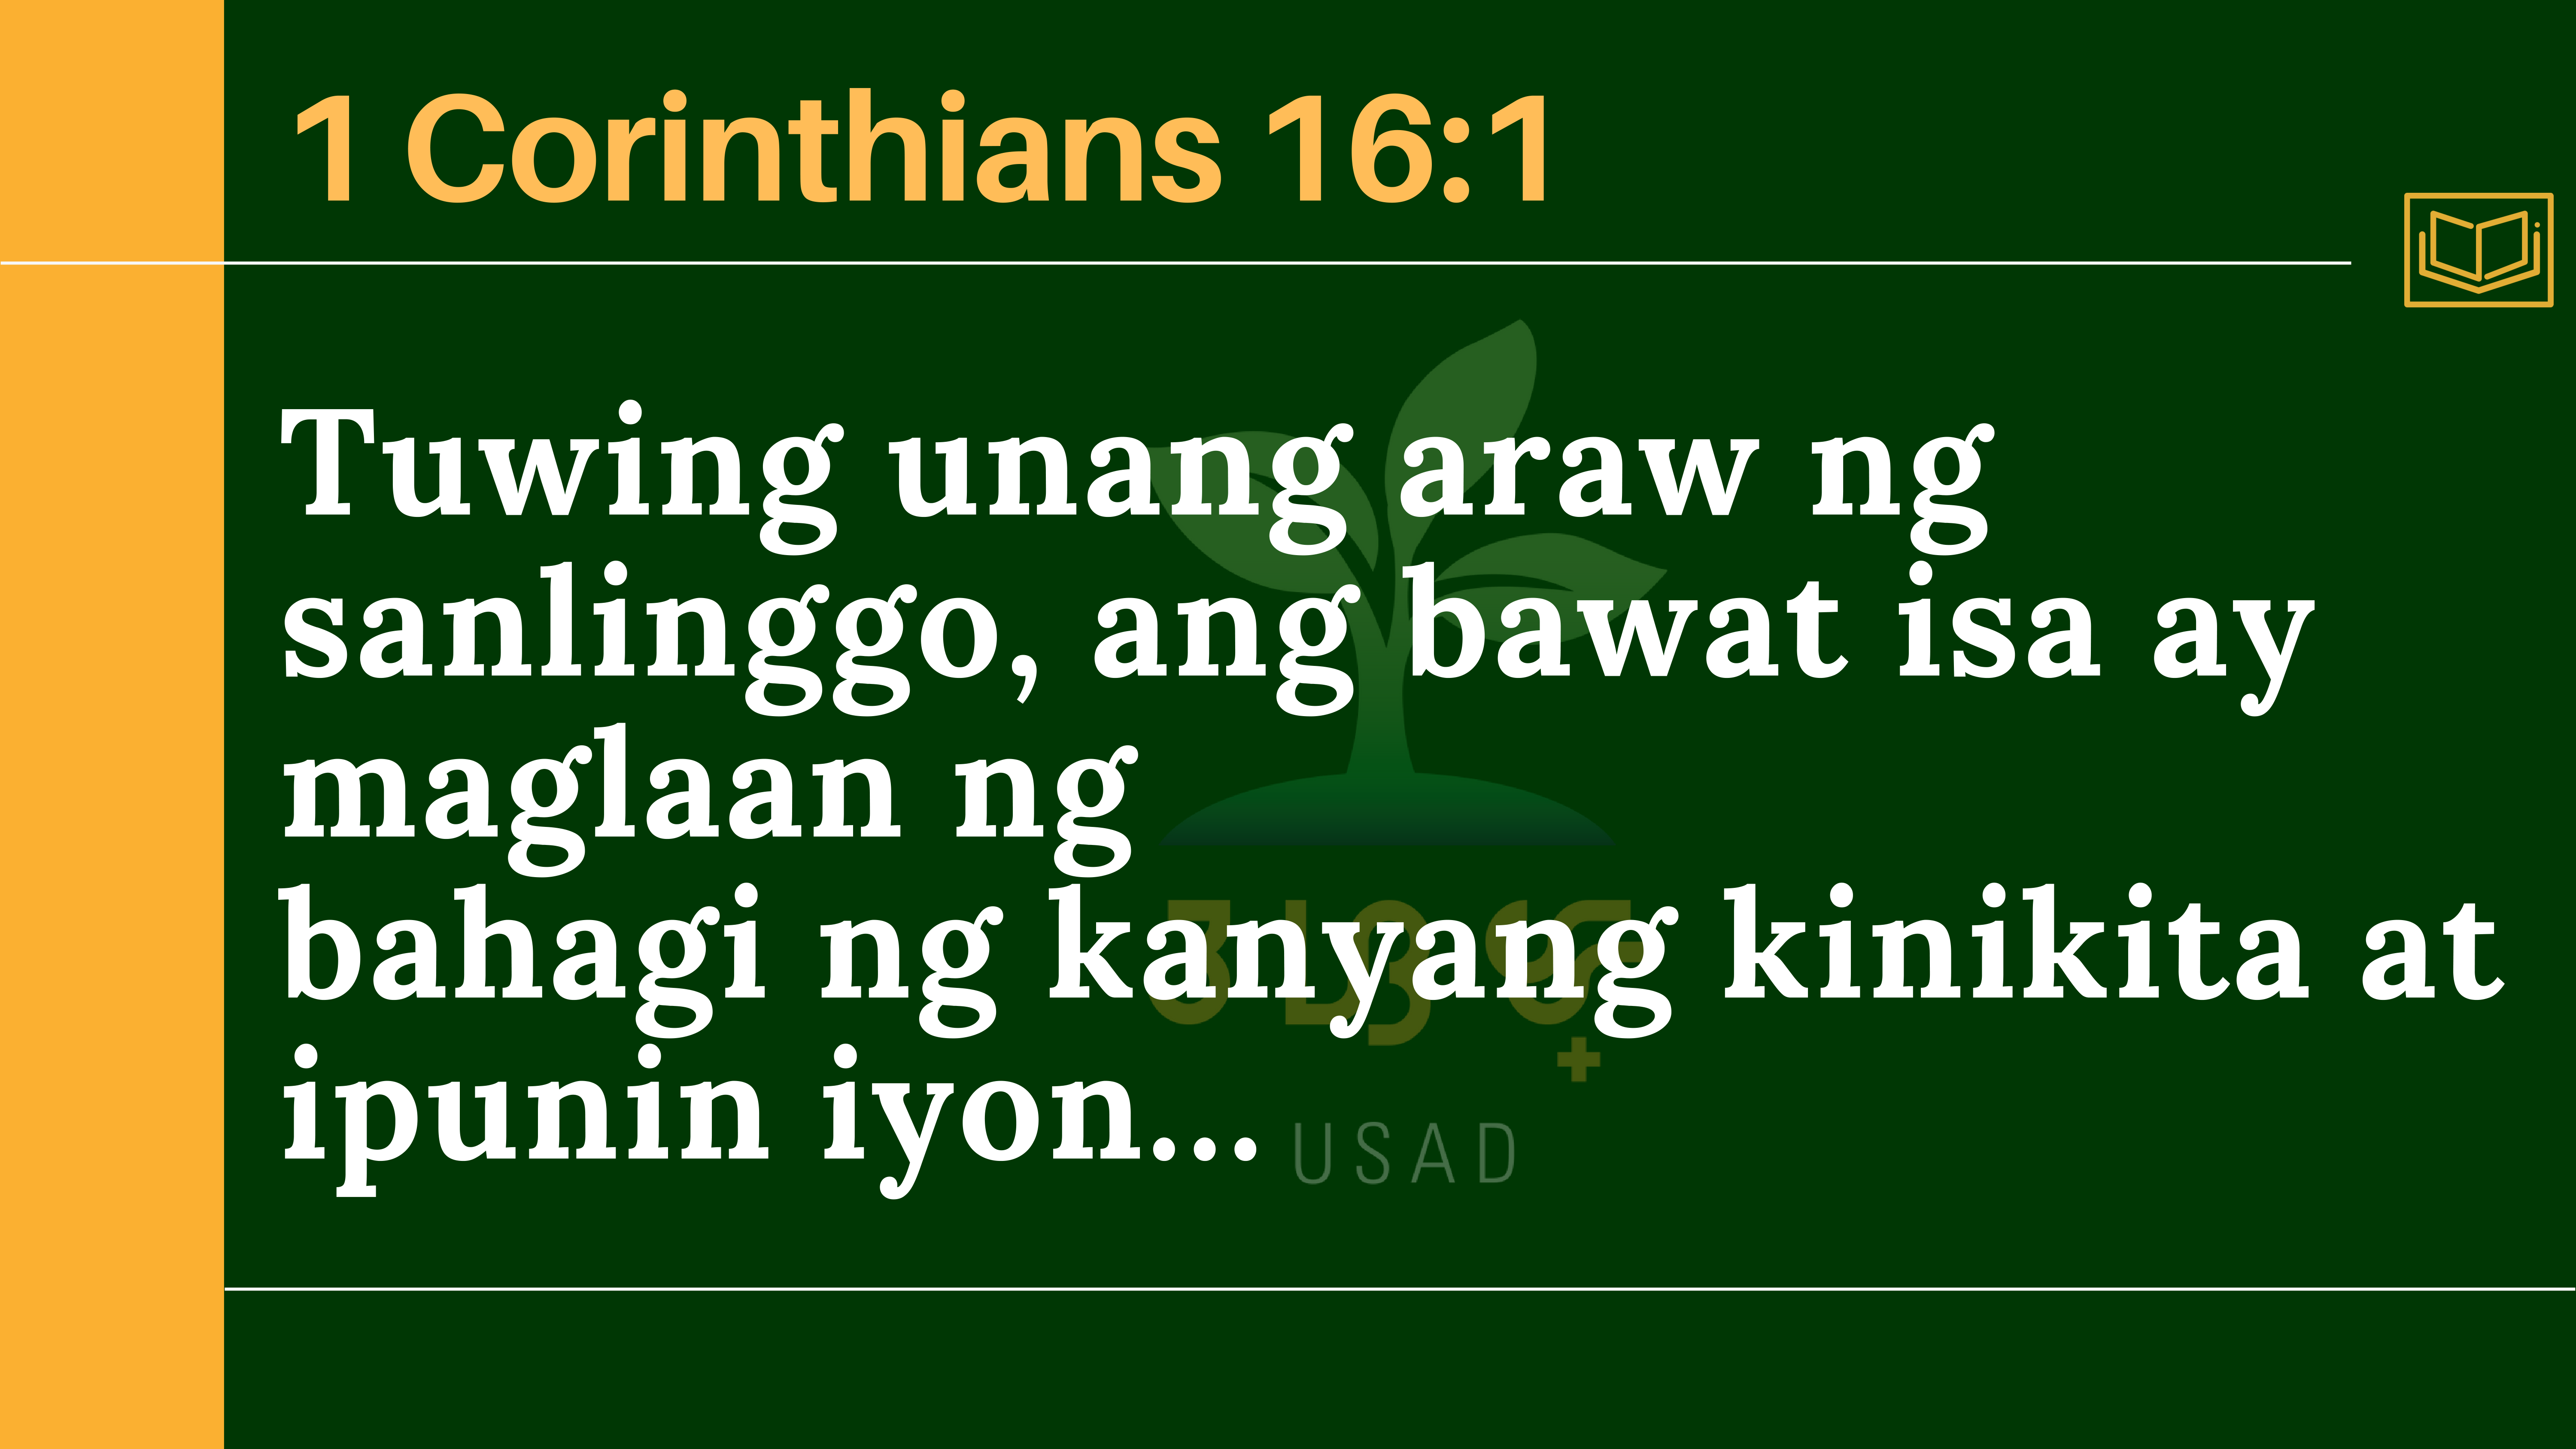 1 Corinthians 16:1
Tuwing unang araw ng
sanlinggo, ang bawat isa ay
maglaan ng
bahagi ng kanyang kinikita at
ipunin iyon...
USAD